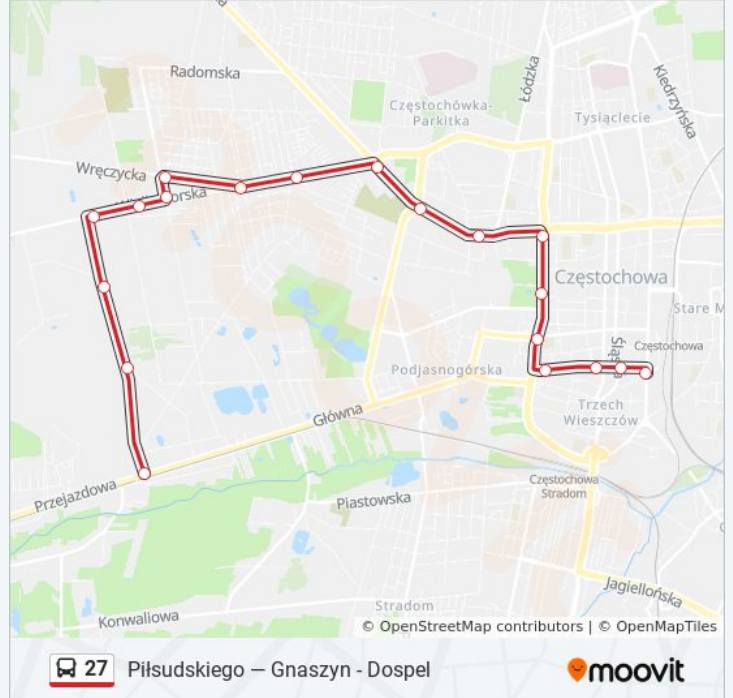 Radomska
Łódzka
Kiedrzyńska
Częstochówka-
Parkitka
Tysiąclecie
Wręczycka
Częstochowa
Stare M
Śląska
Częstochowa
Podjasnogórska
Trzech
Wieszczów
Główna
Przejazdowa
Piastowska
Częstochowa
Stradom
Jagiellońska
Stradom
Konwaliowa
© OpenStreetMap contributors | © OpenMapTiles
27 Piłsudskiego — Gnaszyn - Dospel
moovit